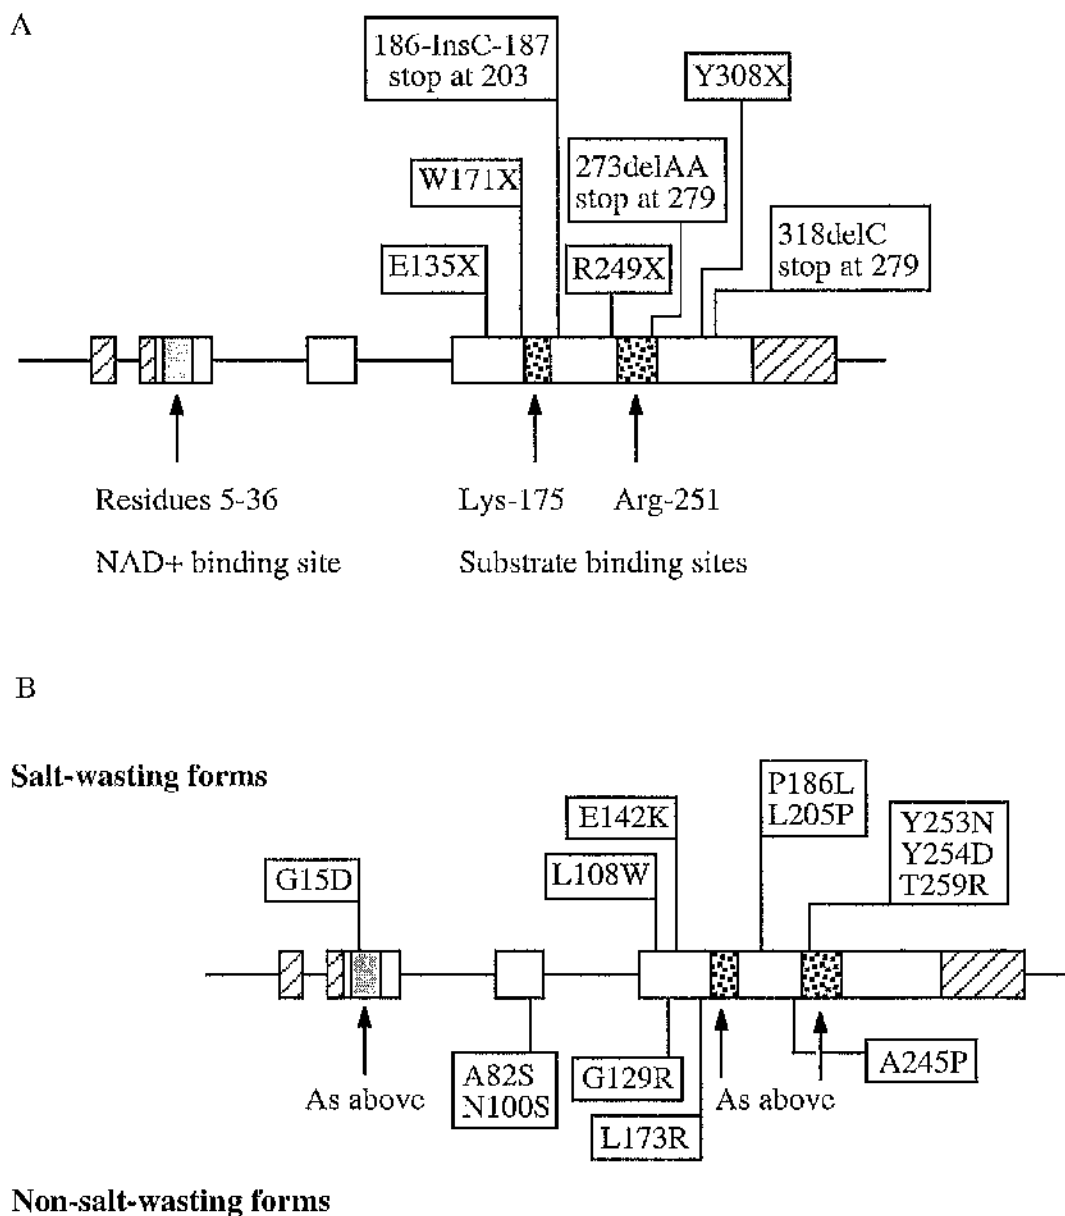 A
186-InsC-187
stop at 203
Y308X
W171X
273delAA
stop at 279
318delC
stop at 279
E135X
R249X
Residues 5-36
Lys-175
Arg-251
NAD+ binding site
Substrate binding sites
B
Salt-wasting forms
P186L
L205P
E142K
Y253N
Y254D
T259R
L108W
G15D
A82S
N100S
G129R
A245P
As above
As above
L173R
Non-salt-wasting forms